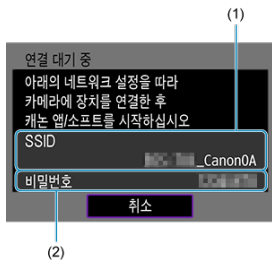 (1)
연결 대기 중
아래의 네트워크 설정을 따라
카메라에 장치를 연결한 후
캐논 앱/소프트를 시작하십시오
SSID
_Canon0A
비밀번호
취소
(2)